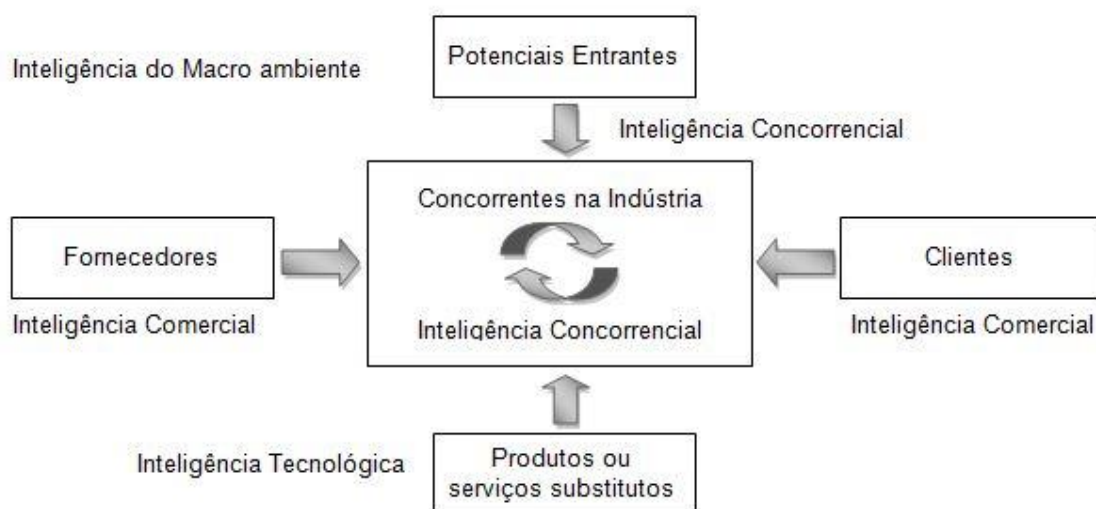 Potenciais Entrantes
Inteligência do Macro ambiente
Inteligência Concorrencial
Concorrentes na Indústria
Fornecedores
Clientes
Inteligência Comercial
Inteligência Concorrencial
Inteligência Comercial
Inteligência Tecnológica
Produtos ou
serviços substitutos